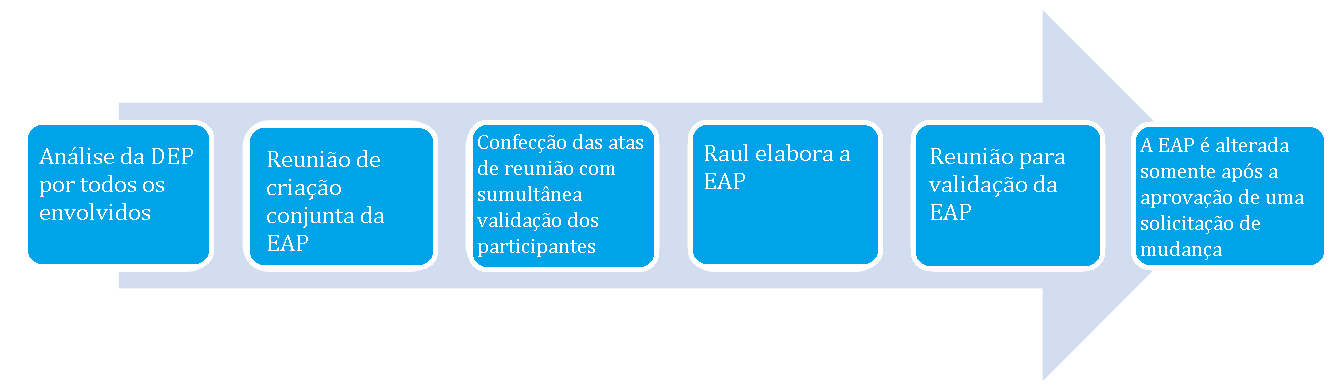 Análise da DEP
por todos os
envolvidos
Reunião de
criação
conjunta da
EAP
Confecção das atas
de reunião com
sumultânea
validação dos
participantes
Raul elabora a
EAP
Reunião para
validação da
EAP
A EAP é alterada
somente após a
aprovação de uma
solicitação de
mudança